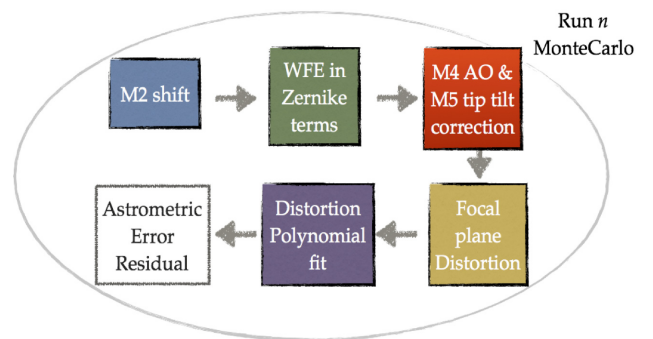 Run n
MonteCarlo
M2 shift
WFE in
Zernike
terms
M4 AO &
M5 tip tilt
correction
Focal
plane
Distortion
Distortion
Polynomial
fit
Astrometric
Error
Residual